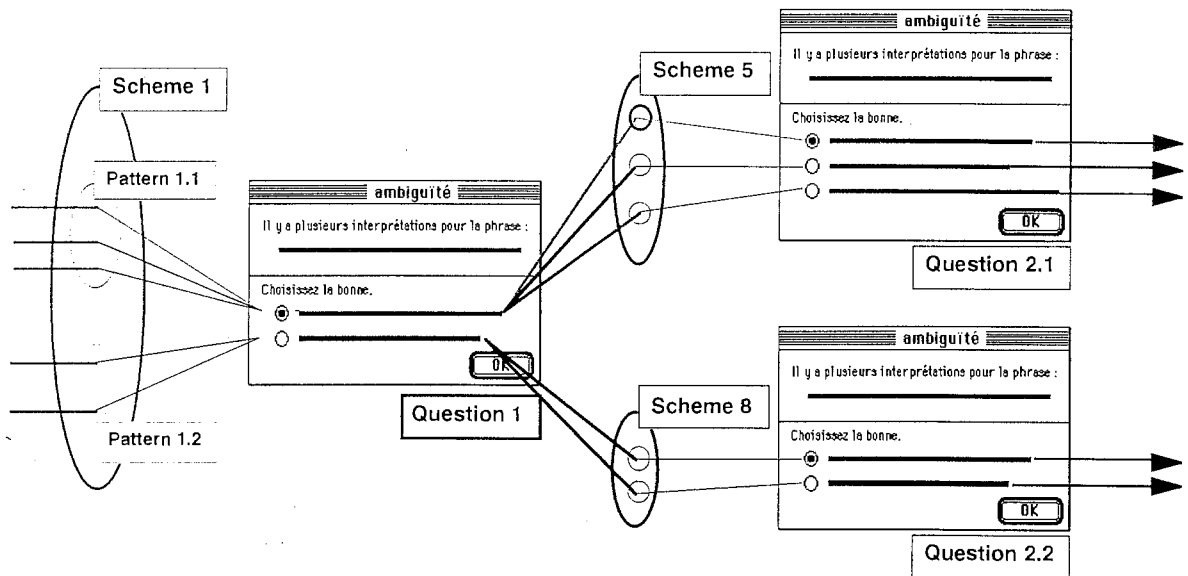 Scheme 1
Pattern 1.1
Pattern 1.2
ambiguïté
Il y a plusieurs interprétations pour la phrase :
Choisissez la bonne.
OK
Question 1
Scheme 5
ambiguïté
Il y a plusieurs interprétations pour la phrase :
Choisissez la bonne.
OK
Question 2.1
Scheme 8
ambiguïté
Il y a plusieurs interprétations pour la phrase :
Choisissez la bonne.
OK
Question 2.2